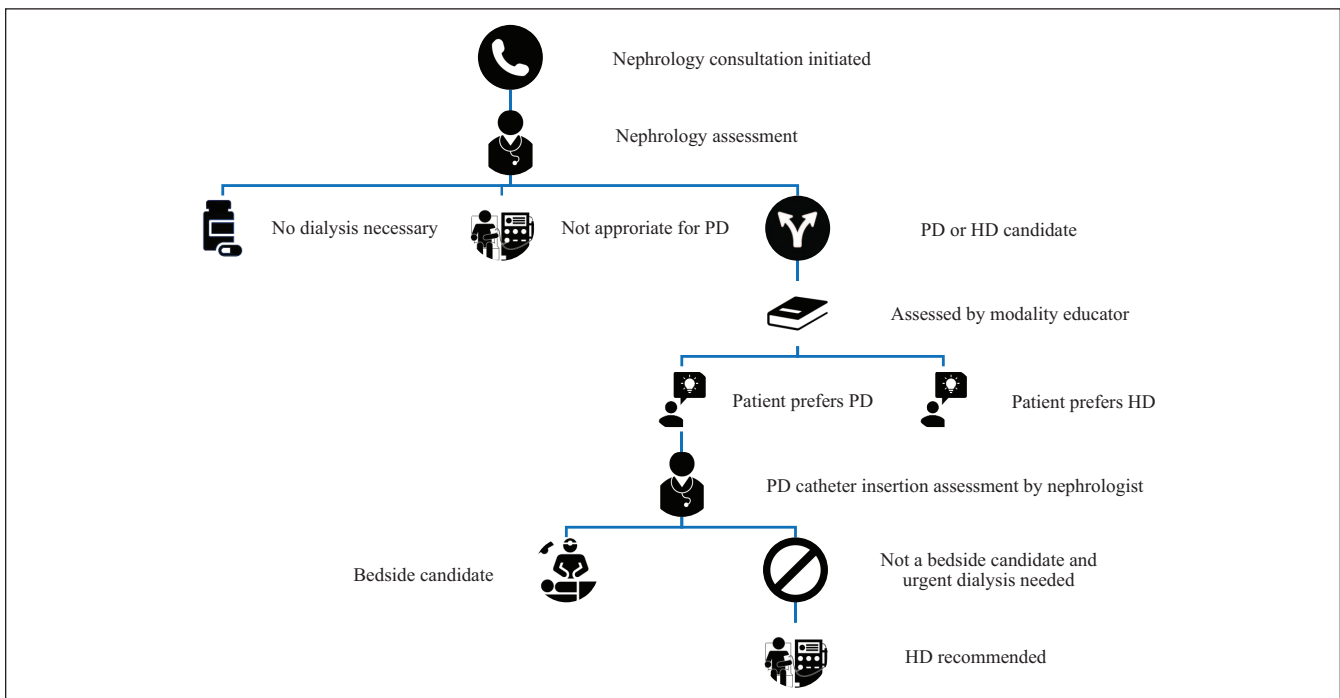 Nephrology consultation initiated
Nephrology assessment
No dialysis necessary
Not approriate for PD
PD or HD candidate
Assessed by modality educator
Patient prefers PD
Patient prefers HD
PD catheter insertion assessment by nephrologist
Bedside candidate
Not a bedside candidate and
urgent dialysis needed
HD recommended